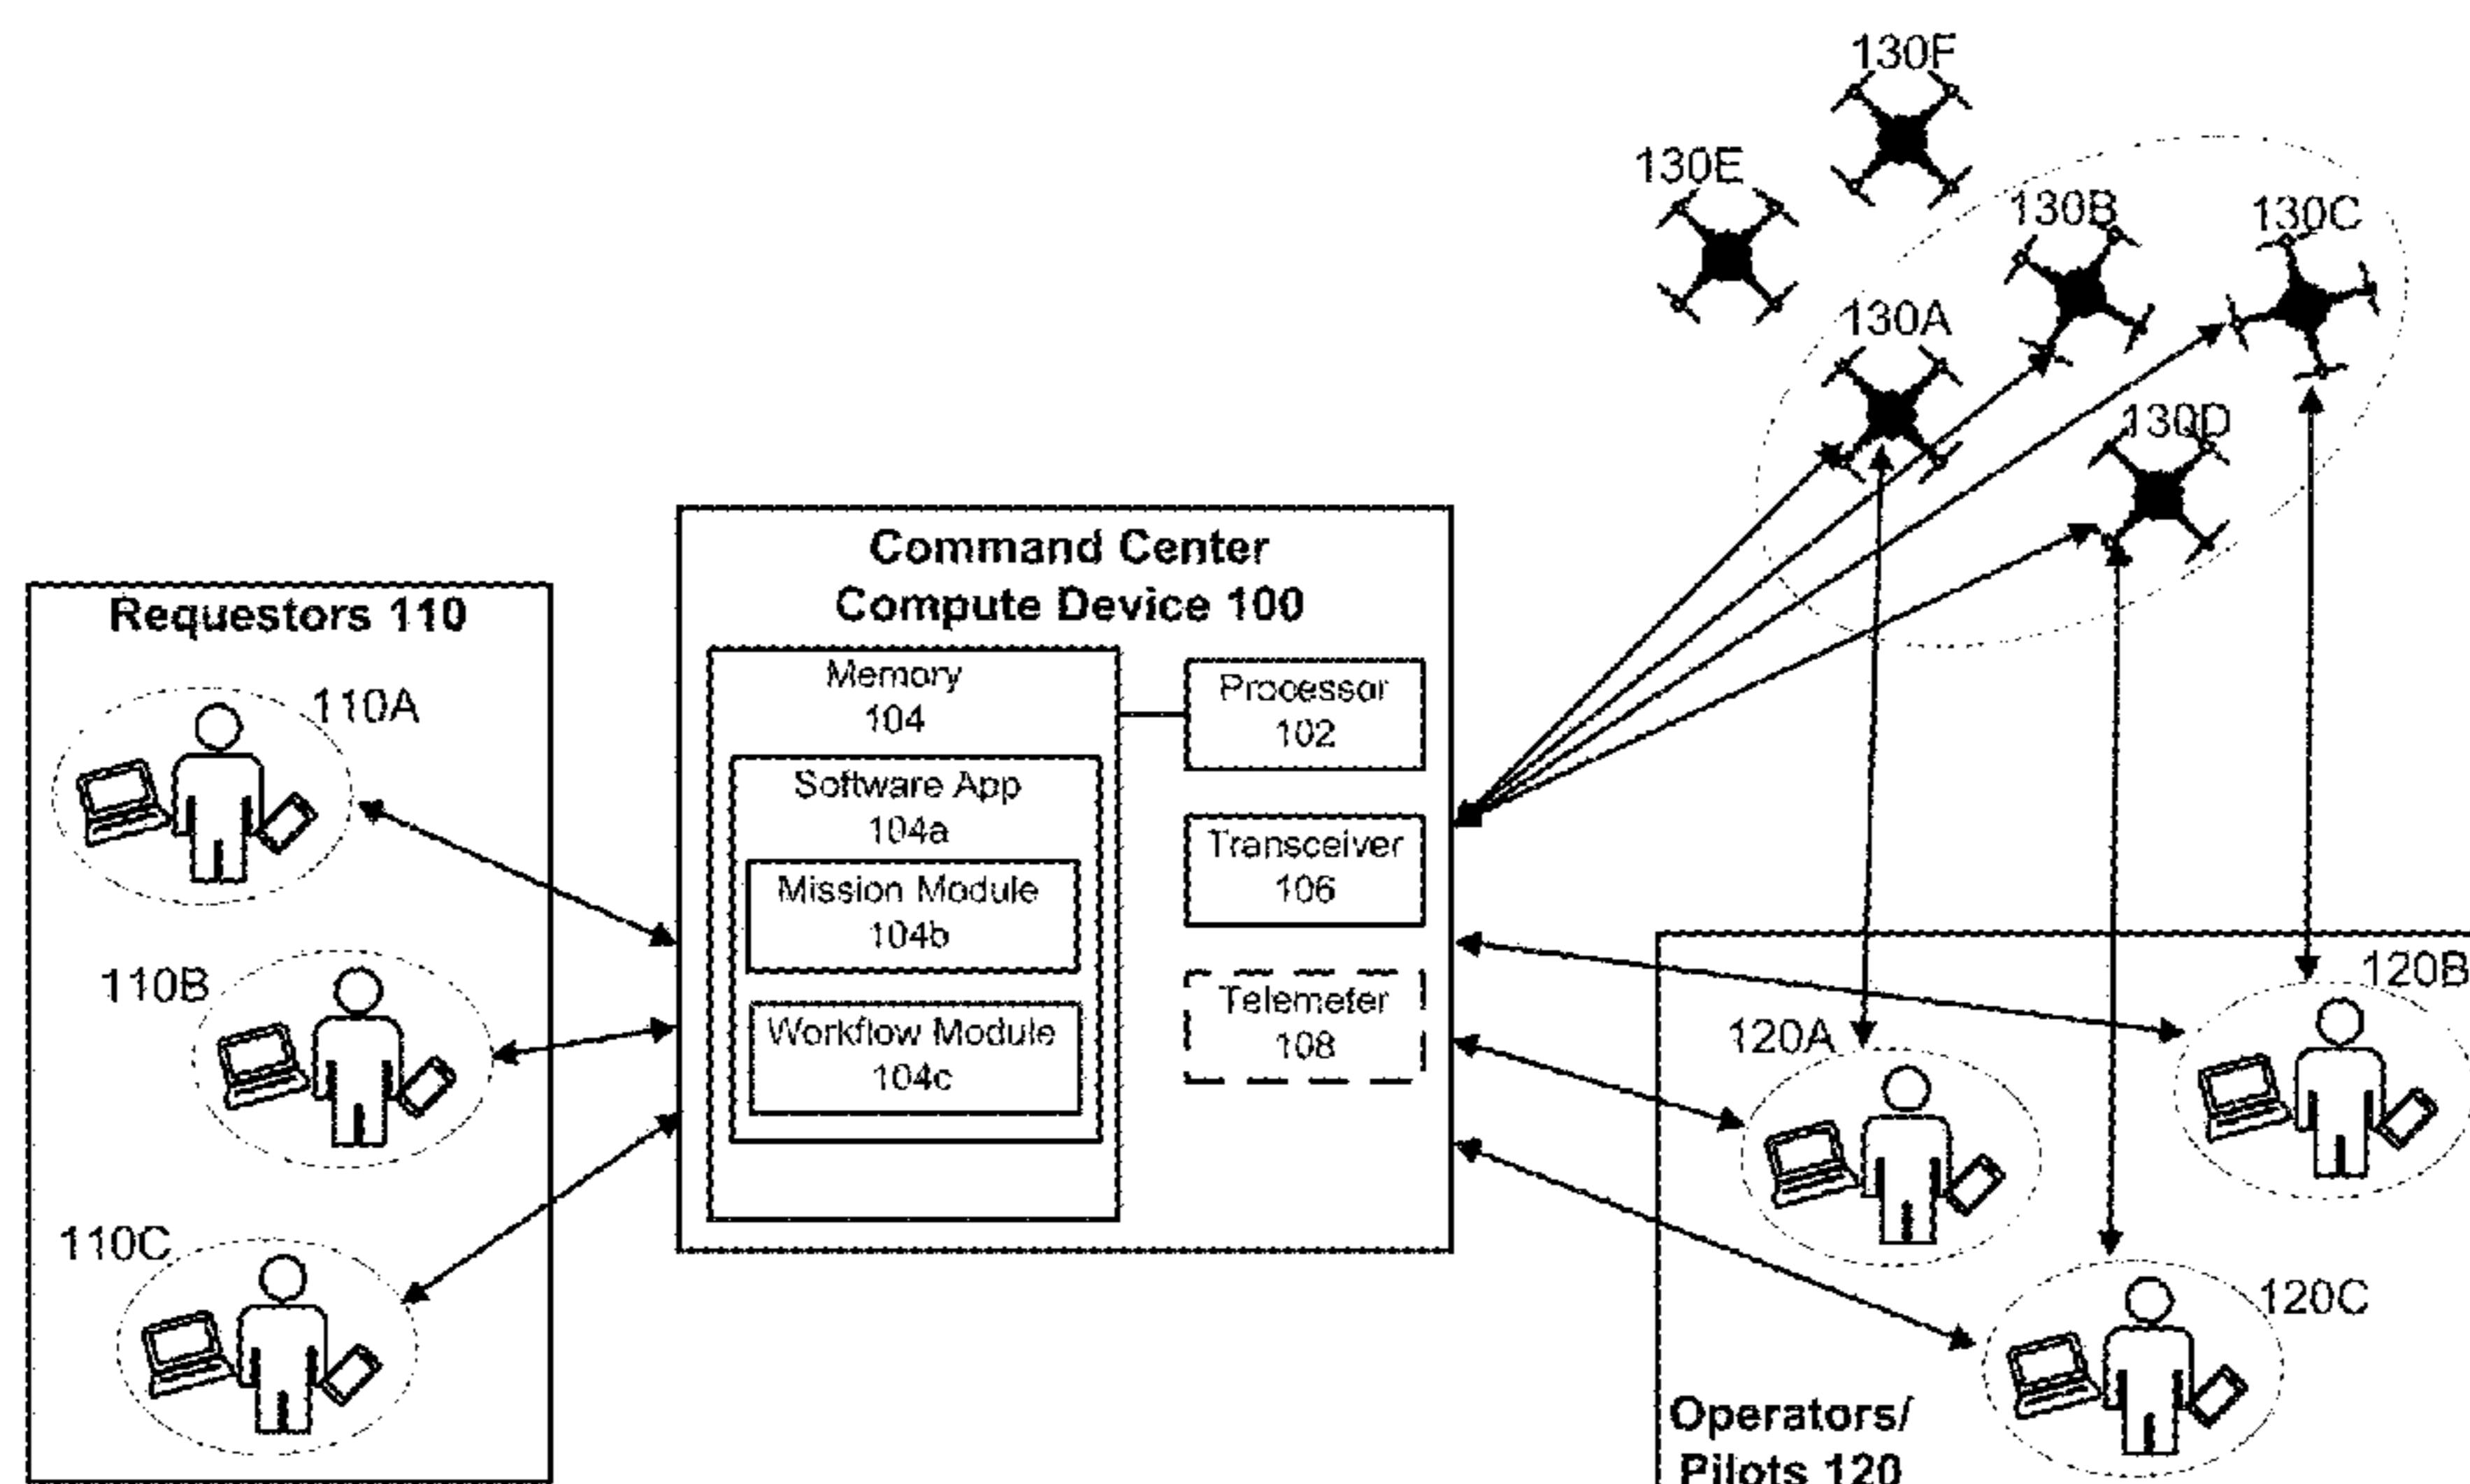 130F
130E
130B
130C
130A
130D
Command Center
Compute Device 100
Requestors 110
Memory
104
Processor
102
110A
Software App
104a
Transceiver
106
Mission Module
104b
110B
Telemeter
108
120B
Workflow Module
104c
120A
110C
120C
Operators/
Pilots 120